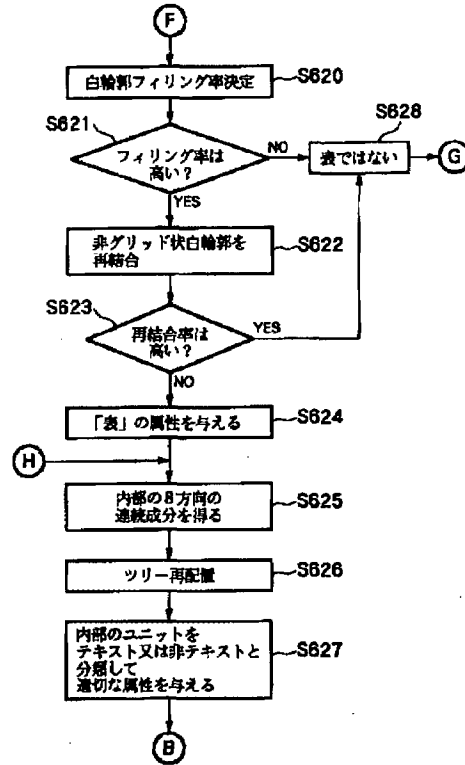 F
白輪郭フィリング率決定
S620
S621
フィリング率は
高い？
NO
S628
表ではない
G
YES
非グリッド状白輪郭を
再結合
S622
S623
再結合率は
高い？
YES
NO
「表」の属性を与える
S624
H
内部の8方向の
連続成分を得る
S625
ツリー再配置
S626
内部のユニットを
テキスト又は非テキストと
分類して
適切な属性を与える
S627
B